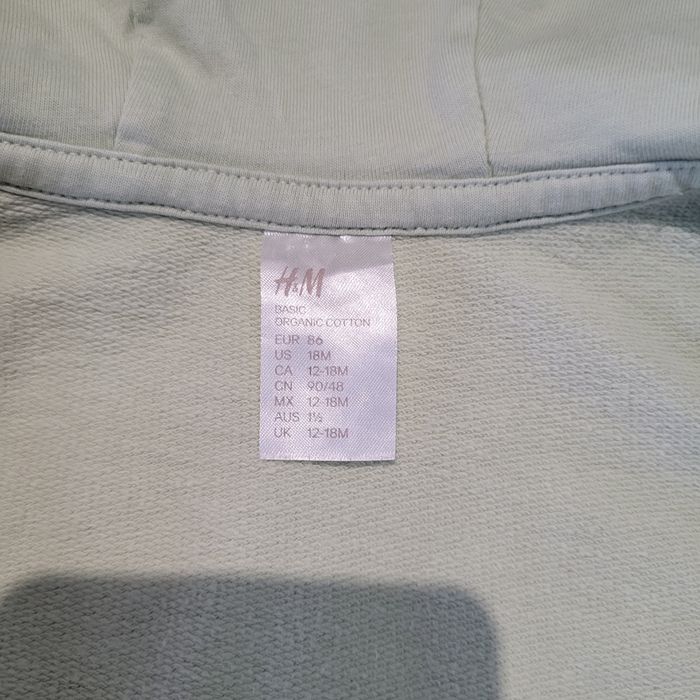 H&M
BASIC
ORGANIC COTTON
EUR 86
US 18M
CA 12-18M
CN 90/48
MX 12-18M
AUS 1½
UK 12-18M